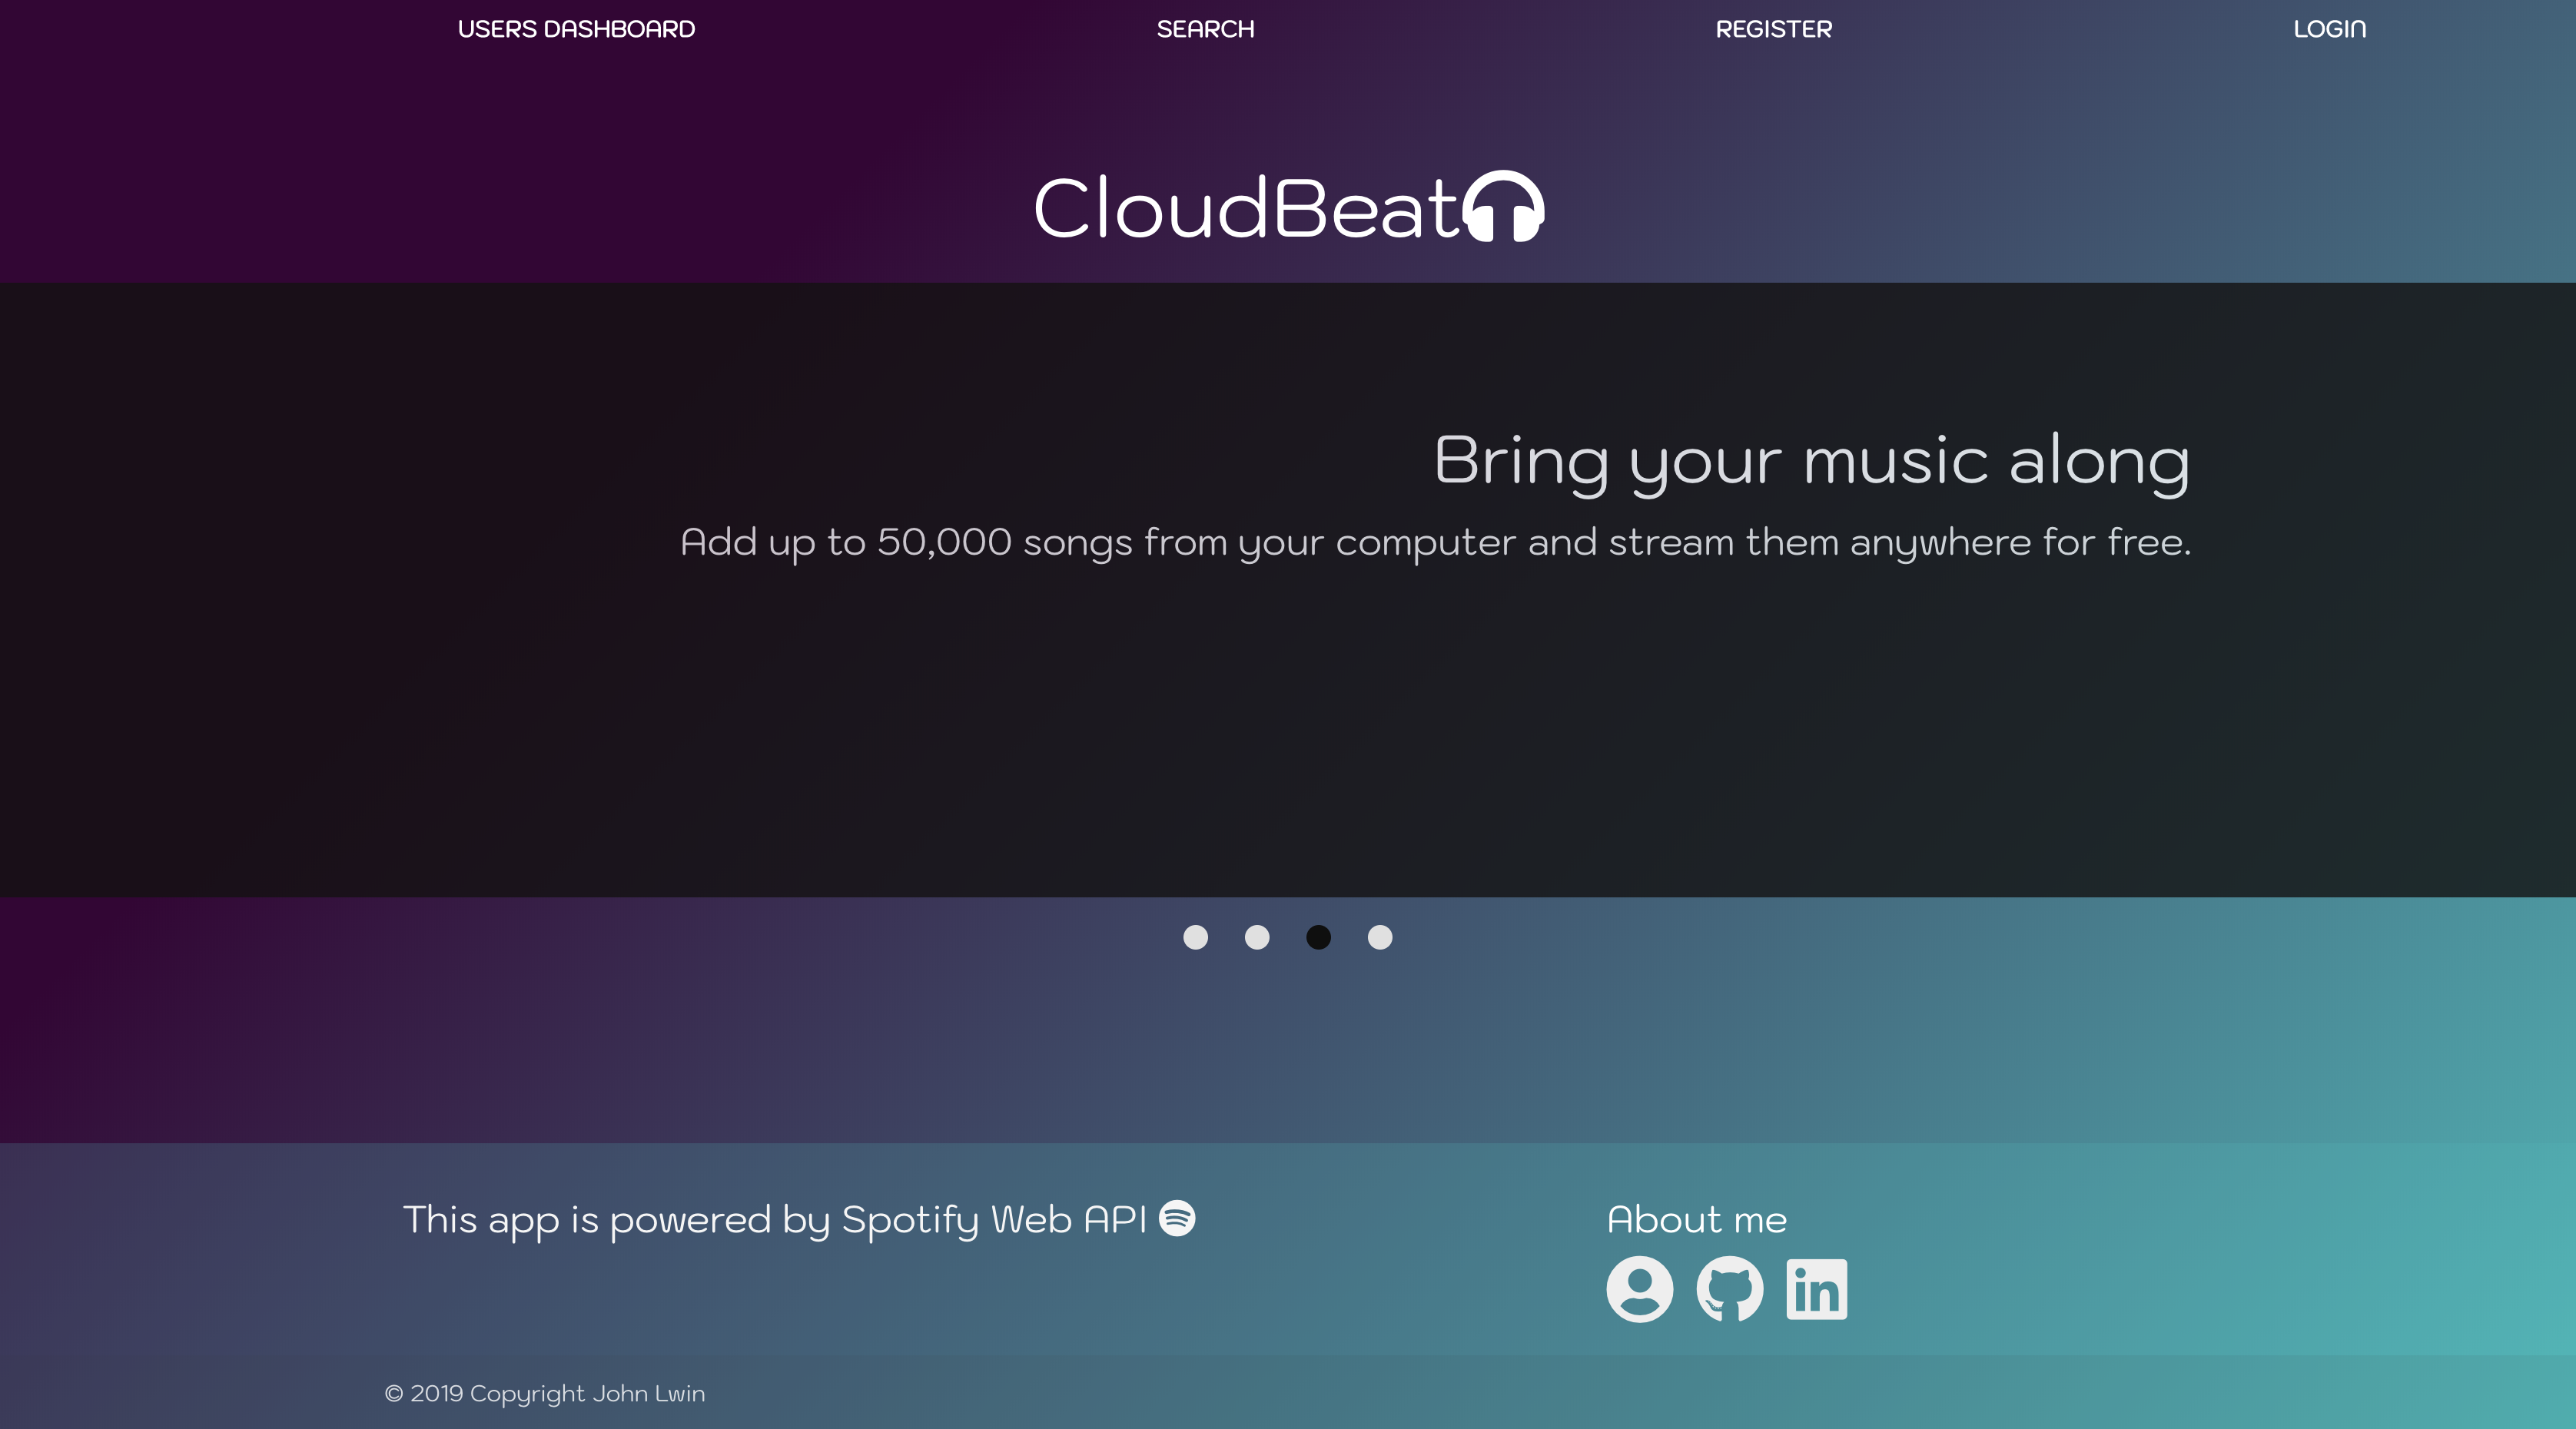 USERS DASHBOARD SEARCH REGISTER LOGIN
CloudBeat
Bring your music along
Add up to 50,000 songs from your computer and stream them anywhere for free.
This app is powered by Spotify Web API
About me
in
© 2019 Copyright John Lwin